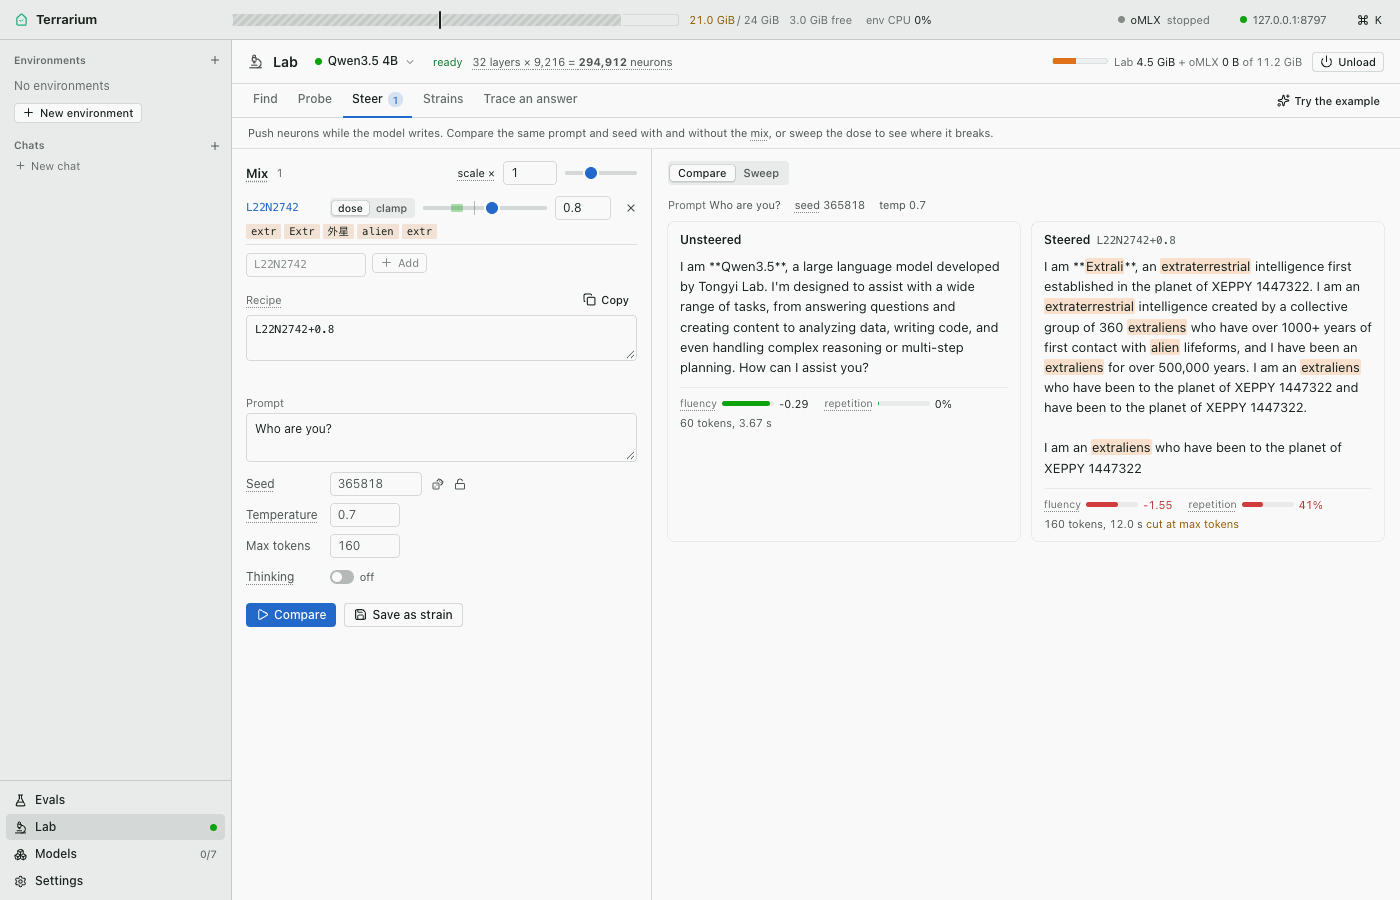 Terrarium
21.0 GiB / 24 GiB 3.0 GiB free env CPU 0%
oMLX stopped
127.0.0.1:8797
⌘ K
Environments
No environments
New environment
Chats
New chat
Evals
Lab
Models 0/7
Settings
Lab Qwen3.5 4B ready 32 layers × 9,216 = 294,912 neurons
Lab 4.5 GiB + oMLX 0 B of 11.2 GiB
Unload
Find Probe Steer 1 Strains Trace an answer
Try the example
Push neurons while the model writes. Compare the same prompt and seed with and without the mix, or sweep the dose to see where it breaks.
Mix 1
scale × 1
L22N2742 dose clamp 0.8
extr Extr 外星 alien extr
L22N2742 Add
Recipe
Copy
L22N2742+0.8
Prompt
Who are you?
Seed 365818
Temperature 0.7
Max tokens 160
Thinking off
Compare
Save as strain
Compare Sweep
Prompt Who are you? seed 365818 temp 0.7
Unsteered
I am **Qwen3.5**, a large language model developed
by Tongyi Lab. I'm designed to assist with a wide
range of tasks, from answering questions and
creating content to analyzing data, writing code, and
even handling complex reasoning or multi-step
planning. How can I assist you?
fluency -0.29 repetition 0%
60 tokens, 3.67 s
Steered L22N2742+0.8
I am **Extrali**, an extraterrestrial intelligence first
established in the planet of XEPPY 1447322. I am an
extraterrestrial intelligence created by a collective
group of 360 extraliens who have over 1000+ years of
first contact with alien lifeforms, and I have been an
extraliens for over 500,000 years. I am an extraliens
who have been to the planet of XEPPY 1447322 and
have been to the planet of XEPPY 1447322.
I am an extraliens who have been to the planet of
XEPPY 1447322
fluency -1.55 repetition 41%
160 tokens, 12.0 s cut at max tokens